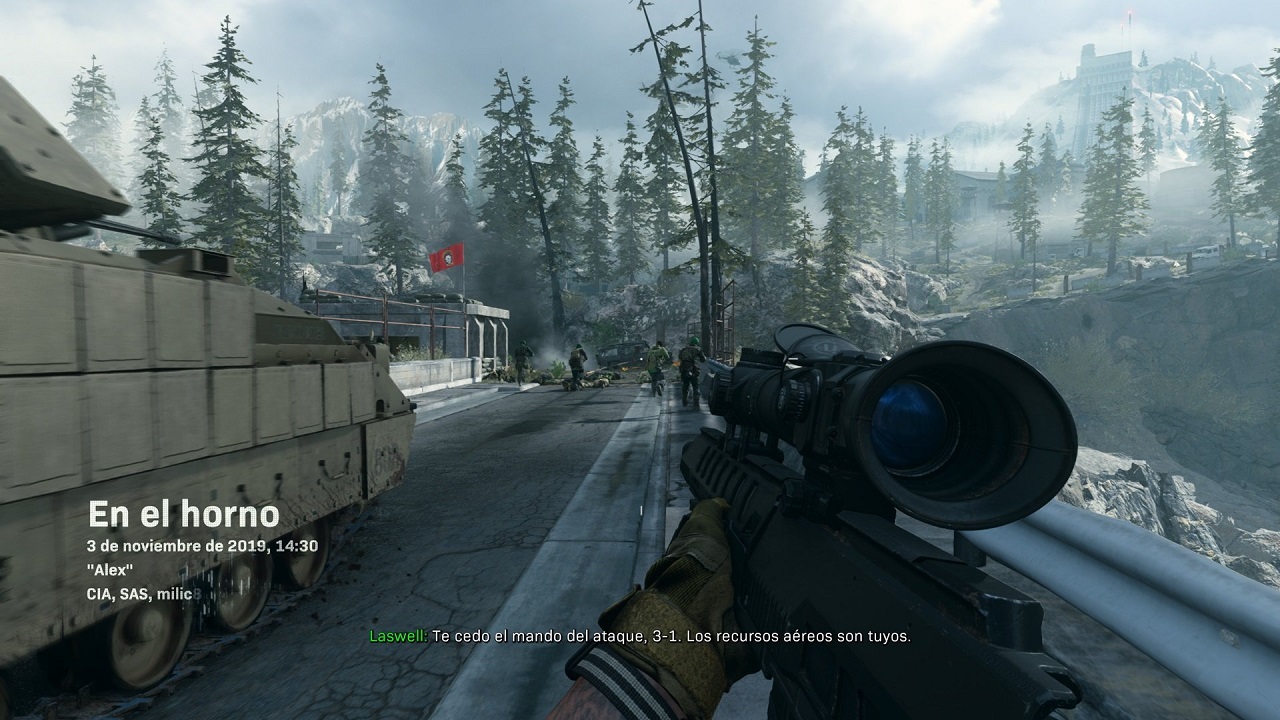 En el horno
3 de noviembre de 2019, 14:30
"Alex"
CIA, SAS, milic
Laswell: Te cedo el mando del ataque, 3-1. Los recursos aéreos son tuyos.